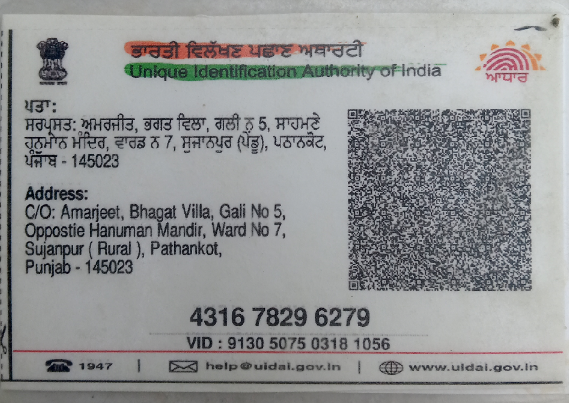 ਭਾਰਤੀ ਵਿਲੱਖਣ ਪਛਾਣ ਅਥਾਰਟੀ
Unique Identification Authority of India
ਆਧਾਰ
ਪਤਾ:
ਸਰਪ੍ਰਸਤ: ਅਮਰਜੀਤ, ਭਗਤ ਵਿਲਾ, ਗਲੀ ਨ 5, ਸਾਹਮਣੇ
ਹਨੁਮਾਨ ਮੰਦਿਰ, ਵਾਰਡ ਨ 7, ਸੁਜਾਨਪੁਰ (ਪੇਂਡੂ), ਪਠਾਨਕੋਟ,
ਪੰਜਾਬ - 145023
Address:
C/O: Amarjeet, Bhagat Villa, Gali No 5,
Oppostie Hanuman Mandir, Ward No 7,
Sujanpur ( Rural ), Pathankot,
Punjab - 145023
4316 7829 6279
VID : 9130 5075 0318 1056
1947 | help@uidai.gov.in | www.uidai.gov.in